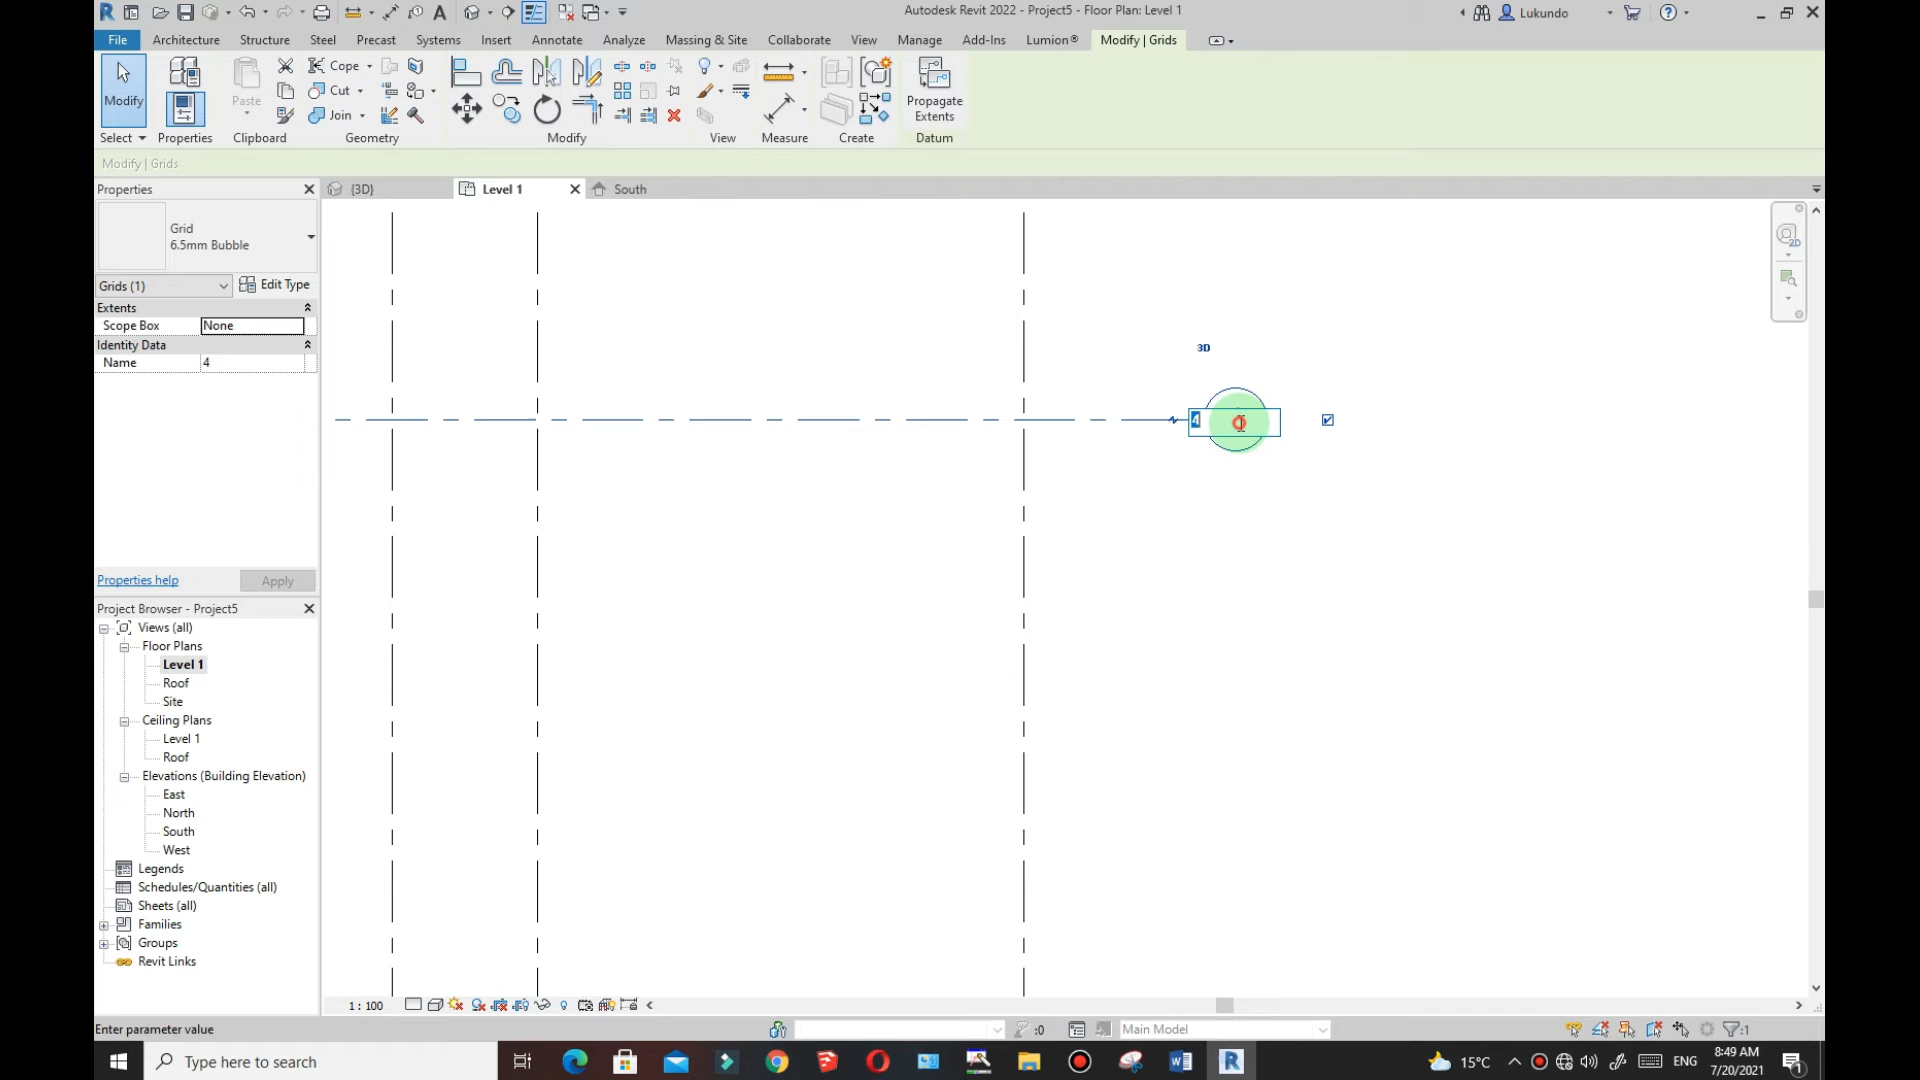 Autodesk Revit 2022 - Project5 - Floor Plan: Level 1
Lukundo
File
Architecture
Structure
Steel
Precast
Systems
Insert
Annotate
Analyze
Massing & Site
Collaborate
View
Manage
Add-Ins
Lumion®
Modify | Grids
Modify
Paste
Cope
Cut
Join
Propagate
Extents
Select
Properties
Clipboard
Geometry
Modify
View
Measure
Create
Datum
Modify | Grids
Properties
{3D}
Level 1
South
Grid
6.5mm Bubble
Grids (1)
Edit Type
Extents
Scope Box
None
Identity Data
Name
4
3D
4
2D
Properties help
Apply
Project Browser - Project5
Views (all)
Floor Plans
Level 1
Roof
Site
Ceiling Plans
Level 1
Roof
Elevations (Building Elevation)
East
North
South
West
Legends
Schedules/Quantities (all)
Sheets (all)
Families
Groups
Revit Links
1 : 100
Enter parameter value
:0
Main Model
:1
Type here to search
15°C
ENG
8:49 AM
7/20/2021
1